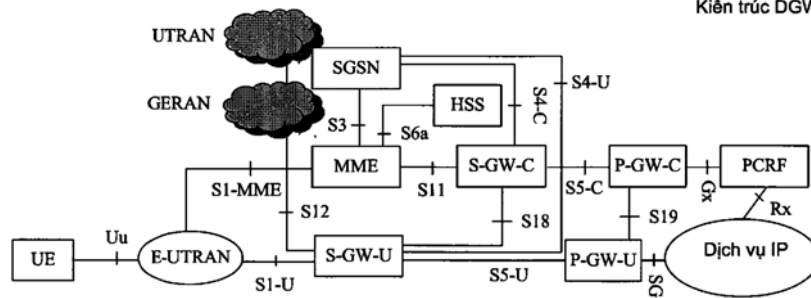 Kiến trúc DGW
UTRAN
SGSN
S4-U
GERAN
HSS
S4-C
S3
S6a
MME
S-GW-C
P-GW-C
PCRF
S1-MME
S11
S5-C
Gx
S12
S18
S19
Rx
Uu
UE
E-UTRAN
S-GW-U
P-GW-U
Dịch vụ IP
S1-U
S5-U
SG